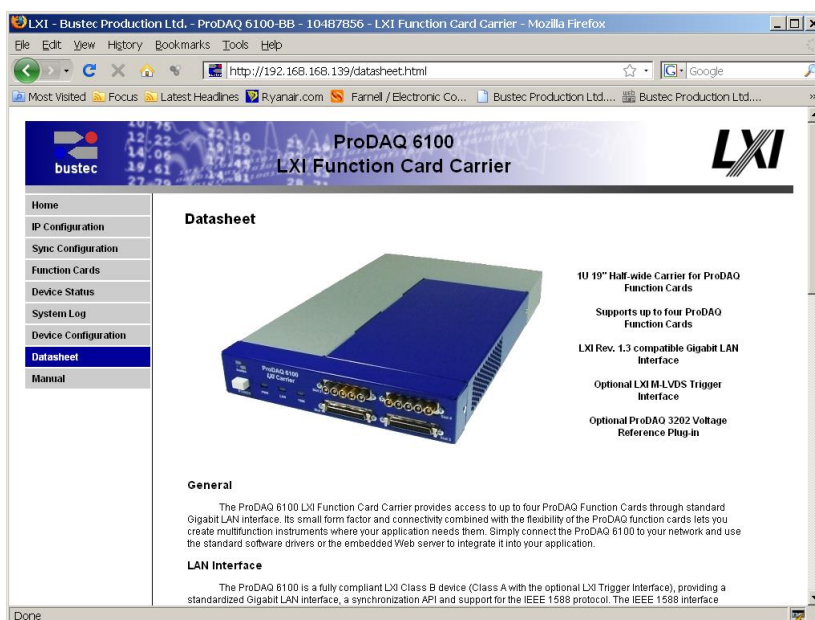 LXI - Bustec Production Ltd. - ProDAQ 6100-BB - 10487856 - LXI Function Card Carrier - Mozilla Firefox
File Edit View History Bookmarks Tools Help
http://192.168.168.139/datasheet.html
Google
Most Visited Focus Latest Headlines Ryanair.com Farnell / Electronic Co... Bustec Production Ltd.... Bustec Production Ltd....
bustec
ProDAQ 6100
LXI Function Card Carrier
LXI
Home
IP Configuration
Sync Configuration
Function Cards
Device Status
System Log
Device Configuration
Datasheet
Manual
Datasheet
ProDAQ 6100
LXI Carrier
1U 19" Half-wide Carrier for ProDAQ
Function Cards
Supports up to four ProDAQ
Function Cards
LXI Rev. 1.3 compatible Gigabit LAN
Interface
Optional LXI M-LVDS Trigger
Interface
Optional ProDAQ 3202 Voltage
Reference Plug-in
General
The ProDAQ 6100 LXI Function Card Carrier provides access to up to four ProDAQ Function Cards through standard
Gigabit LAN interface. Its small form factor and connectivity combined with the flexibility of the ProDAQ function cards lets you
create multifunction instruments where your application needs them. Simply connect the ProDAQ 6100 to your network and use
the standard software drivers or the embedded Web server to integrate it into your application.
LAN Interface
The ProDAQ 6100 is a fully compliant LXI Class B device (Class A with the optional LXI Trigger Interface), providing a
standardized Gigabit LAN interface, a synchronization API and support for the IEEE 1588 protocol. The IEEE 1588 interface
Done